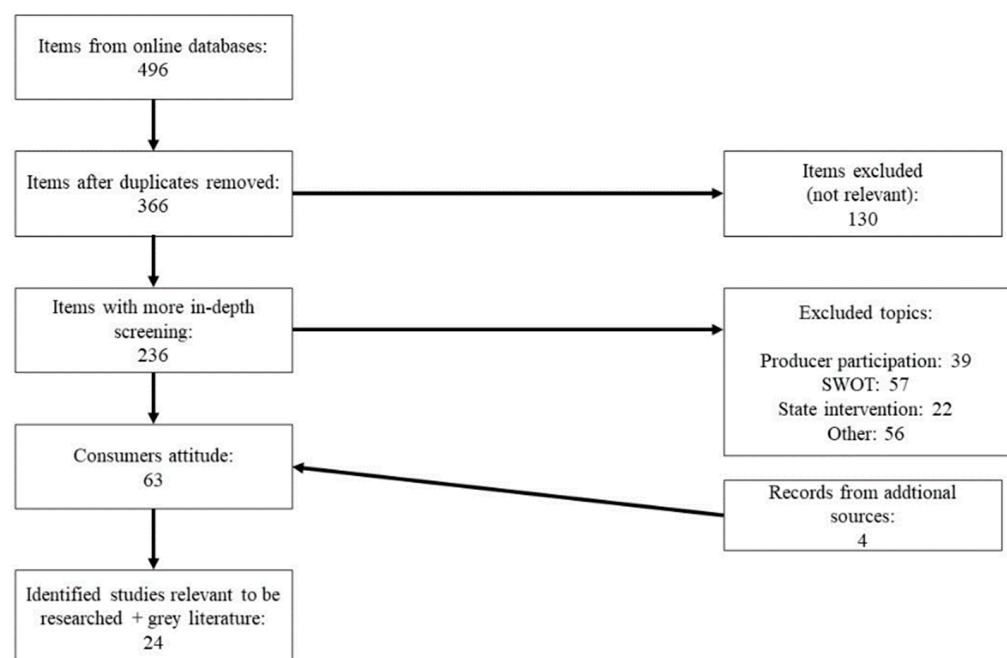 Items from online databases:
496
Items after duplicates removed:
366
Items excluded
(not relevant):
130
Items with more in-depth
screening:
236
Excluded topics:
Producer participation: 39
SWOT: 57
State intervention: 22
Other: 56
Consumers attitude:
63
Records from addtional
sources:
4
Identified studies relevant to be
researched + grey literature:
24